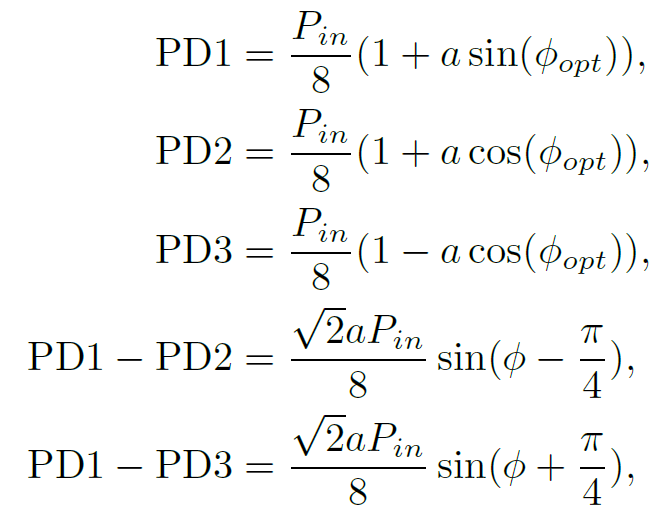 PD1 = \frac{P_{in}}{8}(1 + a \sin(\phi_{opt})),
PD2 = \frac{P_{in}}{8}(1 + a \cos(\phi_{opt})),
PD3 = \frac{P_{in}}{8}(1 - a \cos(\phi_{opt})),
PD1 - PD2 = \frac{\sqrt{2}aP_{in}}{8} \sin(\phi - \frac{\pi}{4}),
PD1 - PD3 = \frac{\sqrt{2}aP_{in}}{8} \sin(\phi + \frac{\pi}{4}),